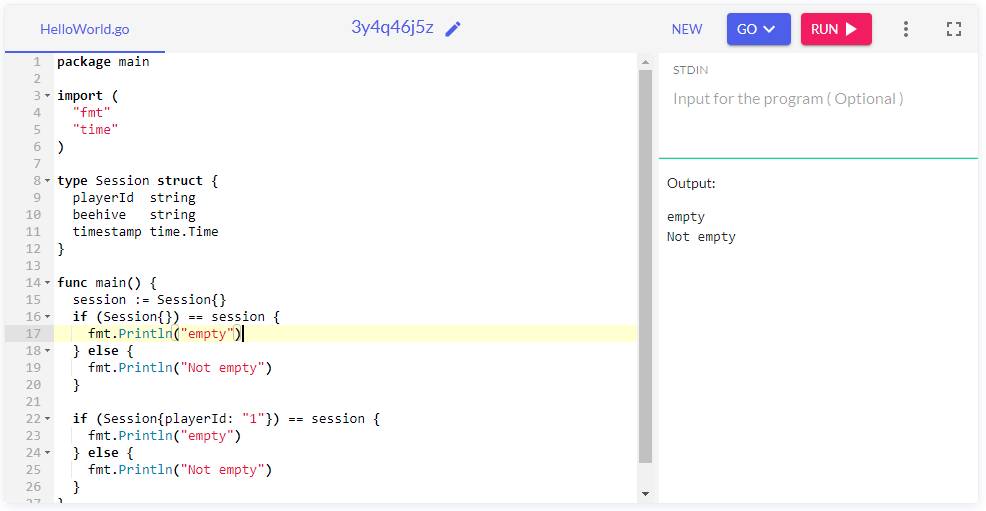 HelloWorld.go 3y4q46j5z NEW GO RUN
1 package main
2
3 import (
4 "fmt"
5 "time"
6 )
7
8 type Session struct {
9 playerId string
10 beehive string
11 timestamp time.Time
12 }
13
14 func main() {
15 session := Session{}
16 if (Session{}) == session {
17 fmt.Println("empty")
18 } else {
19 fmt.Println("Not empty")
20 }
21
22 if (Session{playerId: "1"}) == session {
23 fmt.Println("empty")
24 } else {
25 fmt.Println("Not empty")
26 }
27 }
STDIN
Input for the program ( Optional )
Output:
empty
Not empty